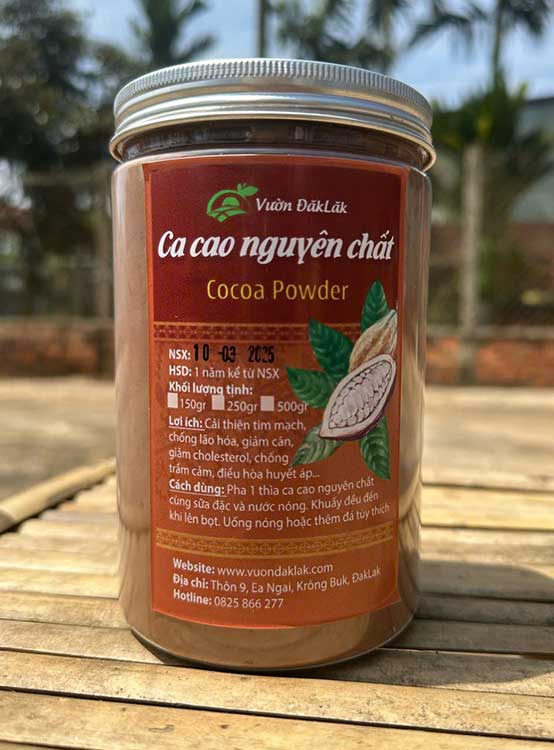 Vườn ĐăkLăk
Ca cao nguyên chất
Cocoa Powder
NSX: 10 -03 2025
HSD: 1 năm kể từ NSX
Khối lượng tịnh:
150gr 250gr 500gr
Lợi ích: Cải thiện tim mạch,
chống lão hóa, giảm cân,
giảm cholesterol, chống
trầm cảm, điều hòa huyết áp...
Cách dùng: Pha 1 thìa ca cao nguyên chất
cùng sữa đặc và nước nóng. Khuấy đều đến
khi lên bọt. Uống nóng hoặc thêm đá tùy thích
Website: www.vuondaklak.com
Địa chỉ: Thôn 9, Ea Ngai, Krông Buk, ĐakLak
Hotline: 0825 866 277